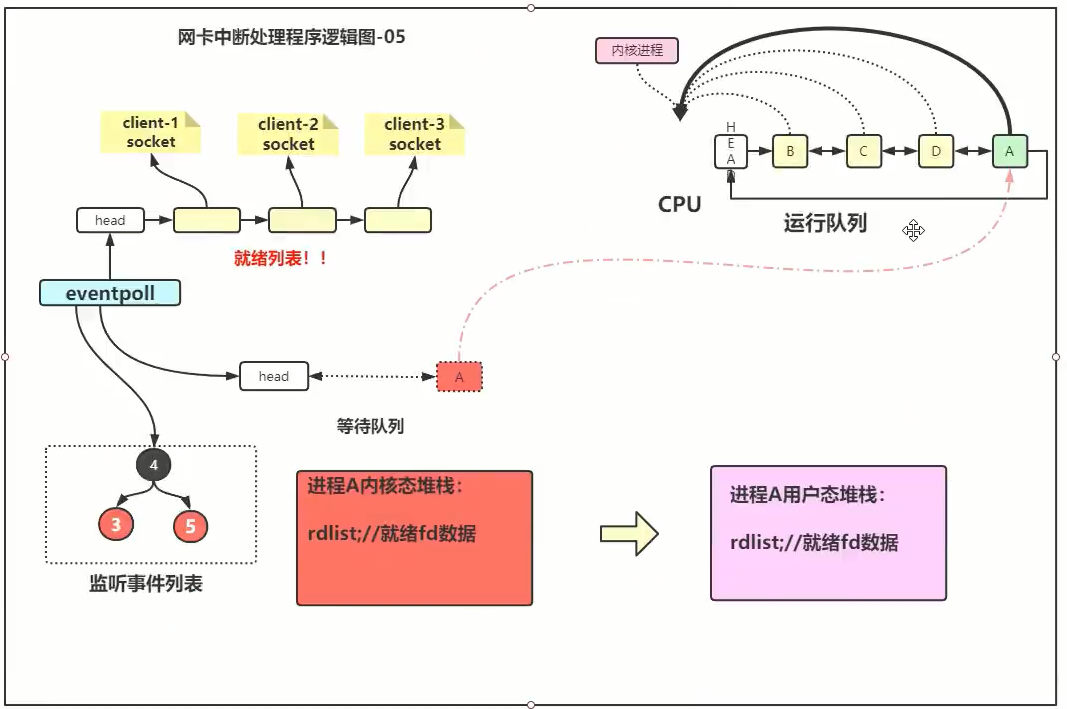 网卡中断处理程序逻辑图-05
内核进程
client-1
socket
client-2
socket
client-3
socket
HEAD
B
C
D
A
head
CPU
运行队列
就绪列表！！
eventpoll
head
A
等待队列
4
3
5
监听事件列表
进程A内核态堆栈：
rdlist;//就绪fd数据
进程A用户态堆栈：
rdlist;//就绪fd数据